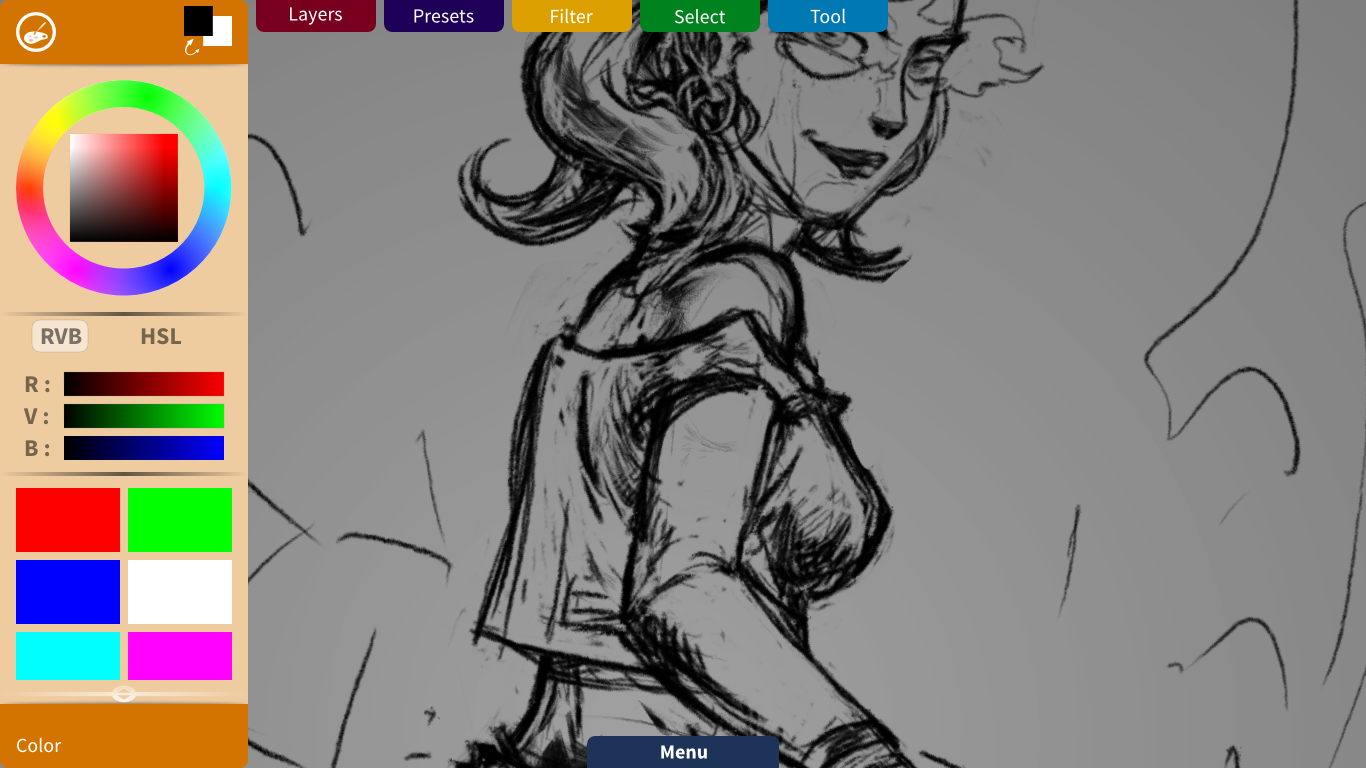 Layers
Presets
Filter
Select
Tool
RVB
HSL
R :
V :
B :
Color
Menu